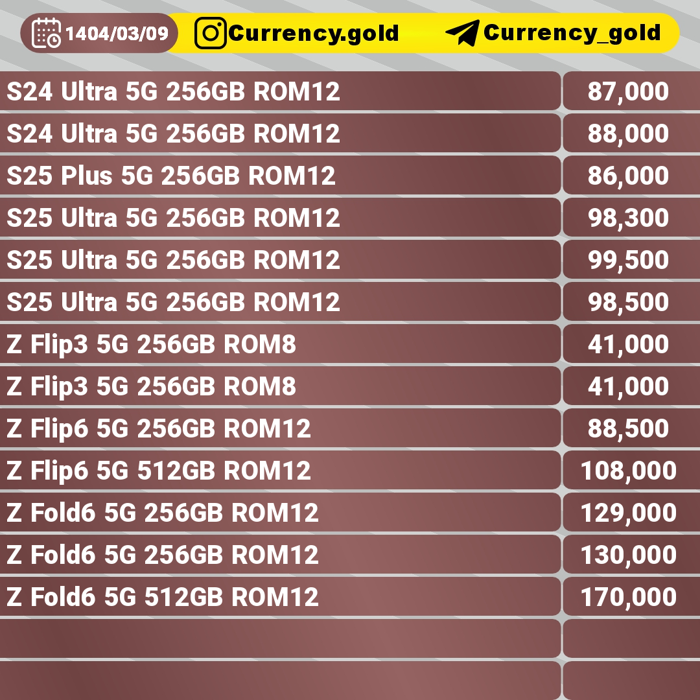 1404/03/09 Currency.gold Currency_gold
S24 Ultra 5G 256GB ROM12 87,000
S24 Ultra 5G 256GB ROM12 88,000
S25 Plus 5G 256GB ROM12 86,000
S25 Ultra 5G 256GB ROM12 98,300
S25 Ultra 5G 256GB ROM12 99,500
S25 Ultra 5G 256GB ROM12 98,500
Z Flip3 5G 256GB ROM8 41,000
Z Flip3 5G 256GB ROM8 41,000
Z Flip6 5G 256GB ROM12 88,500
Z Flip6 5G 512GB ROM12 108,000
Z Fold6 5G 256GB ROM12 129,000
Z Fold6 5G 256GB ROM12 130,000
Z Fold6 5G 512GB ROM12 170,000